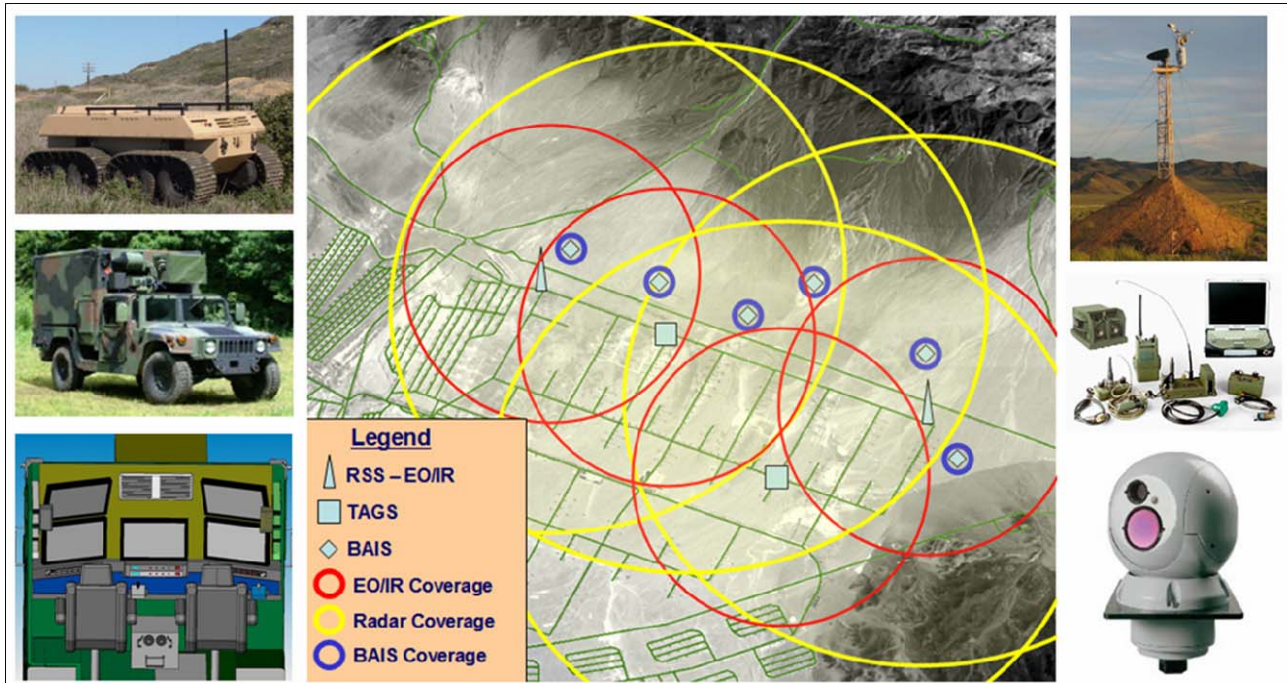 Legend
RSS – EO/IR
TAGS
BAIS
EO/IR Coverage
Radar Coverage
BAIS Coverage